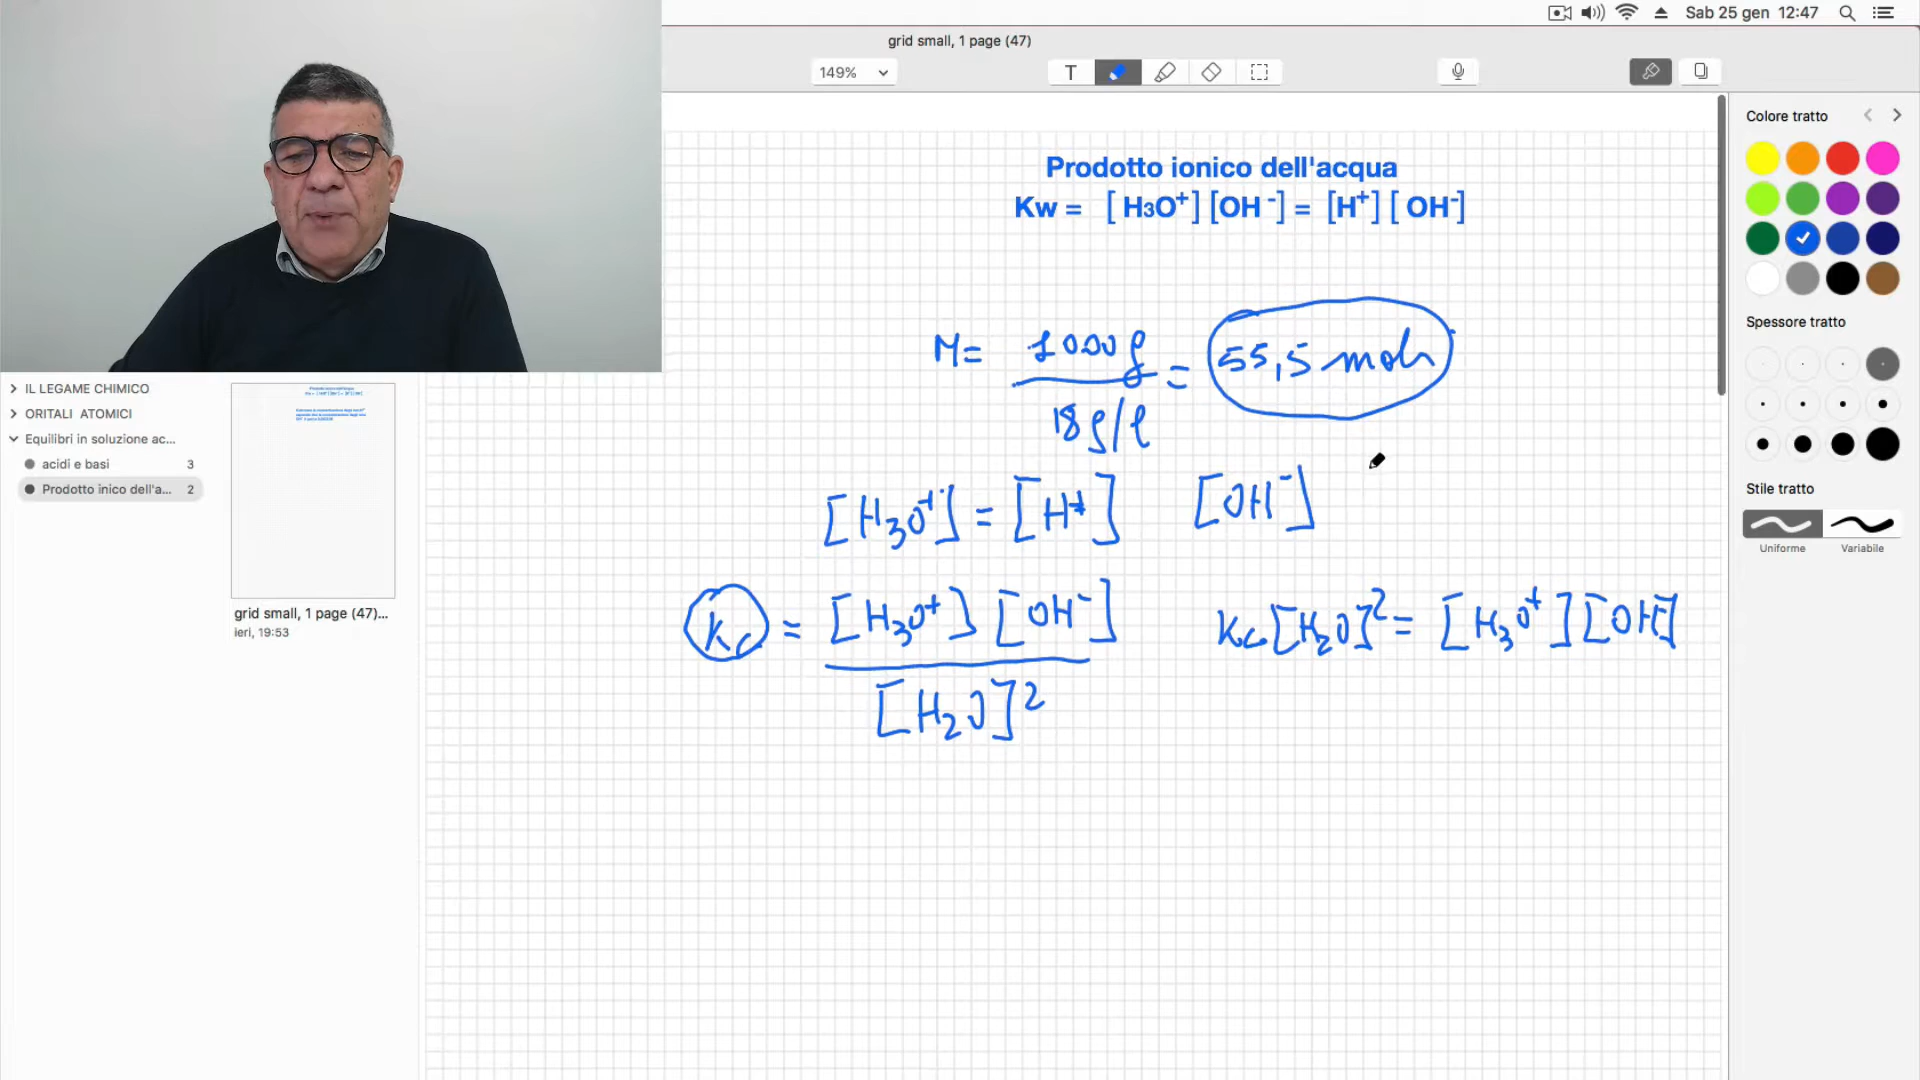 Sab 25 gen 12:47
grid small, 1 page (47)
149%
T
Colore tratto
Prodotto ionico dell'acqua
Kw = [ H3O+] [OH -] = [H+] [ OH-]
Spessore tratto
M = 1000 g / 18 g/l = 55,5 moli
IL LEGAME CHIMICO
ORITALI ATOMICI
Equilibri in soluzione ac...
acidi e basi 3
Prodotto inico dell'a... 2
[H3O+] = [H+] [OH-]
Stile tratto
Uniforme Variabile
Kc = [H3O+] [OH-] / [H2O]2
Kc [H2O]2 = [H3O+] [OH-]
grid small, 1 page (47)...
ieri, 19:53